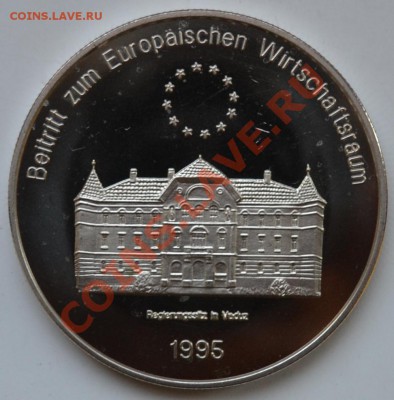 COINS.LAVE.RU
Beitritt zum Europäischen Wirtschaftsraum
Regierungssitz in Vaduz
1995
COINS.LAVE.RU